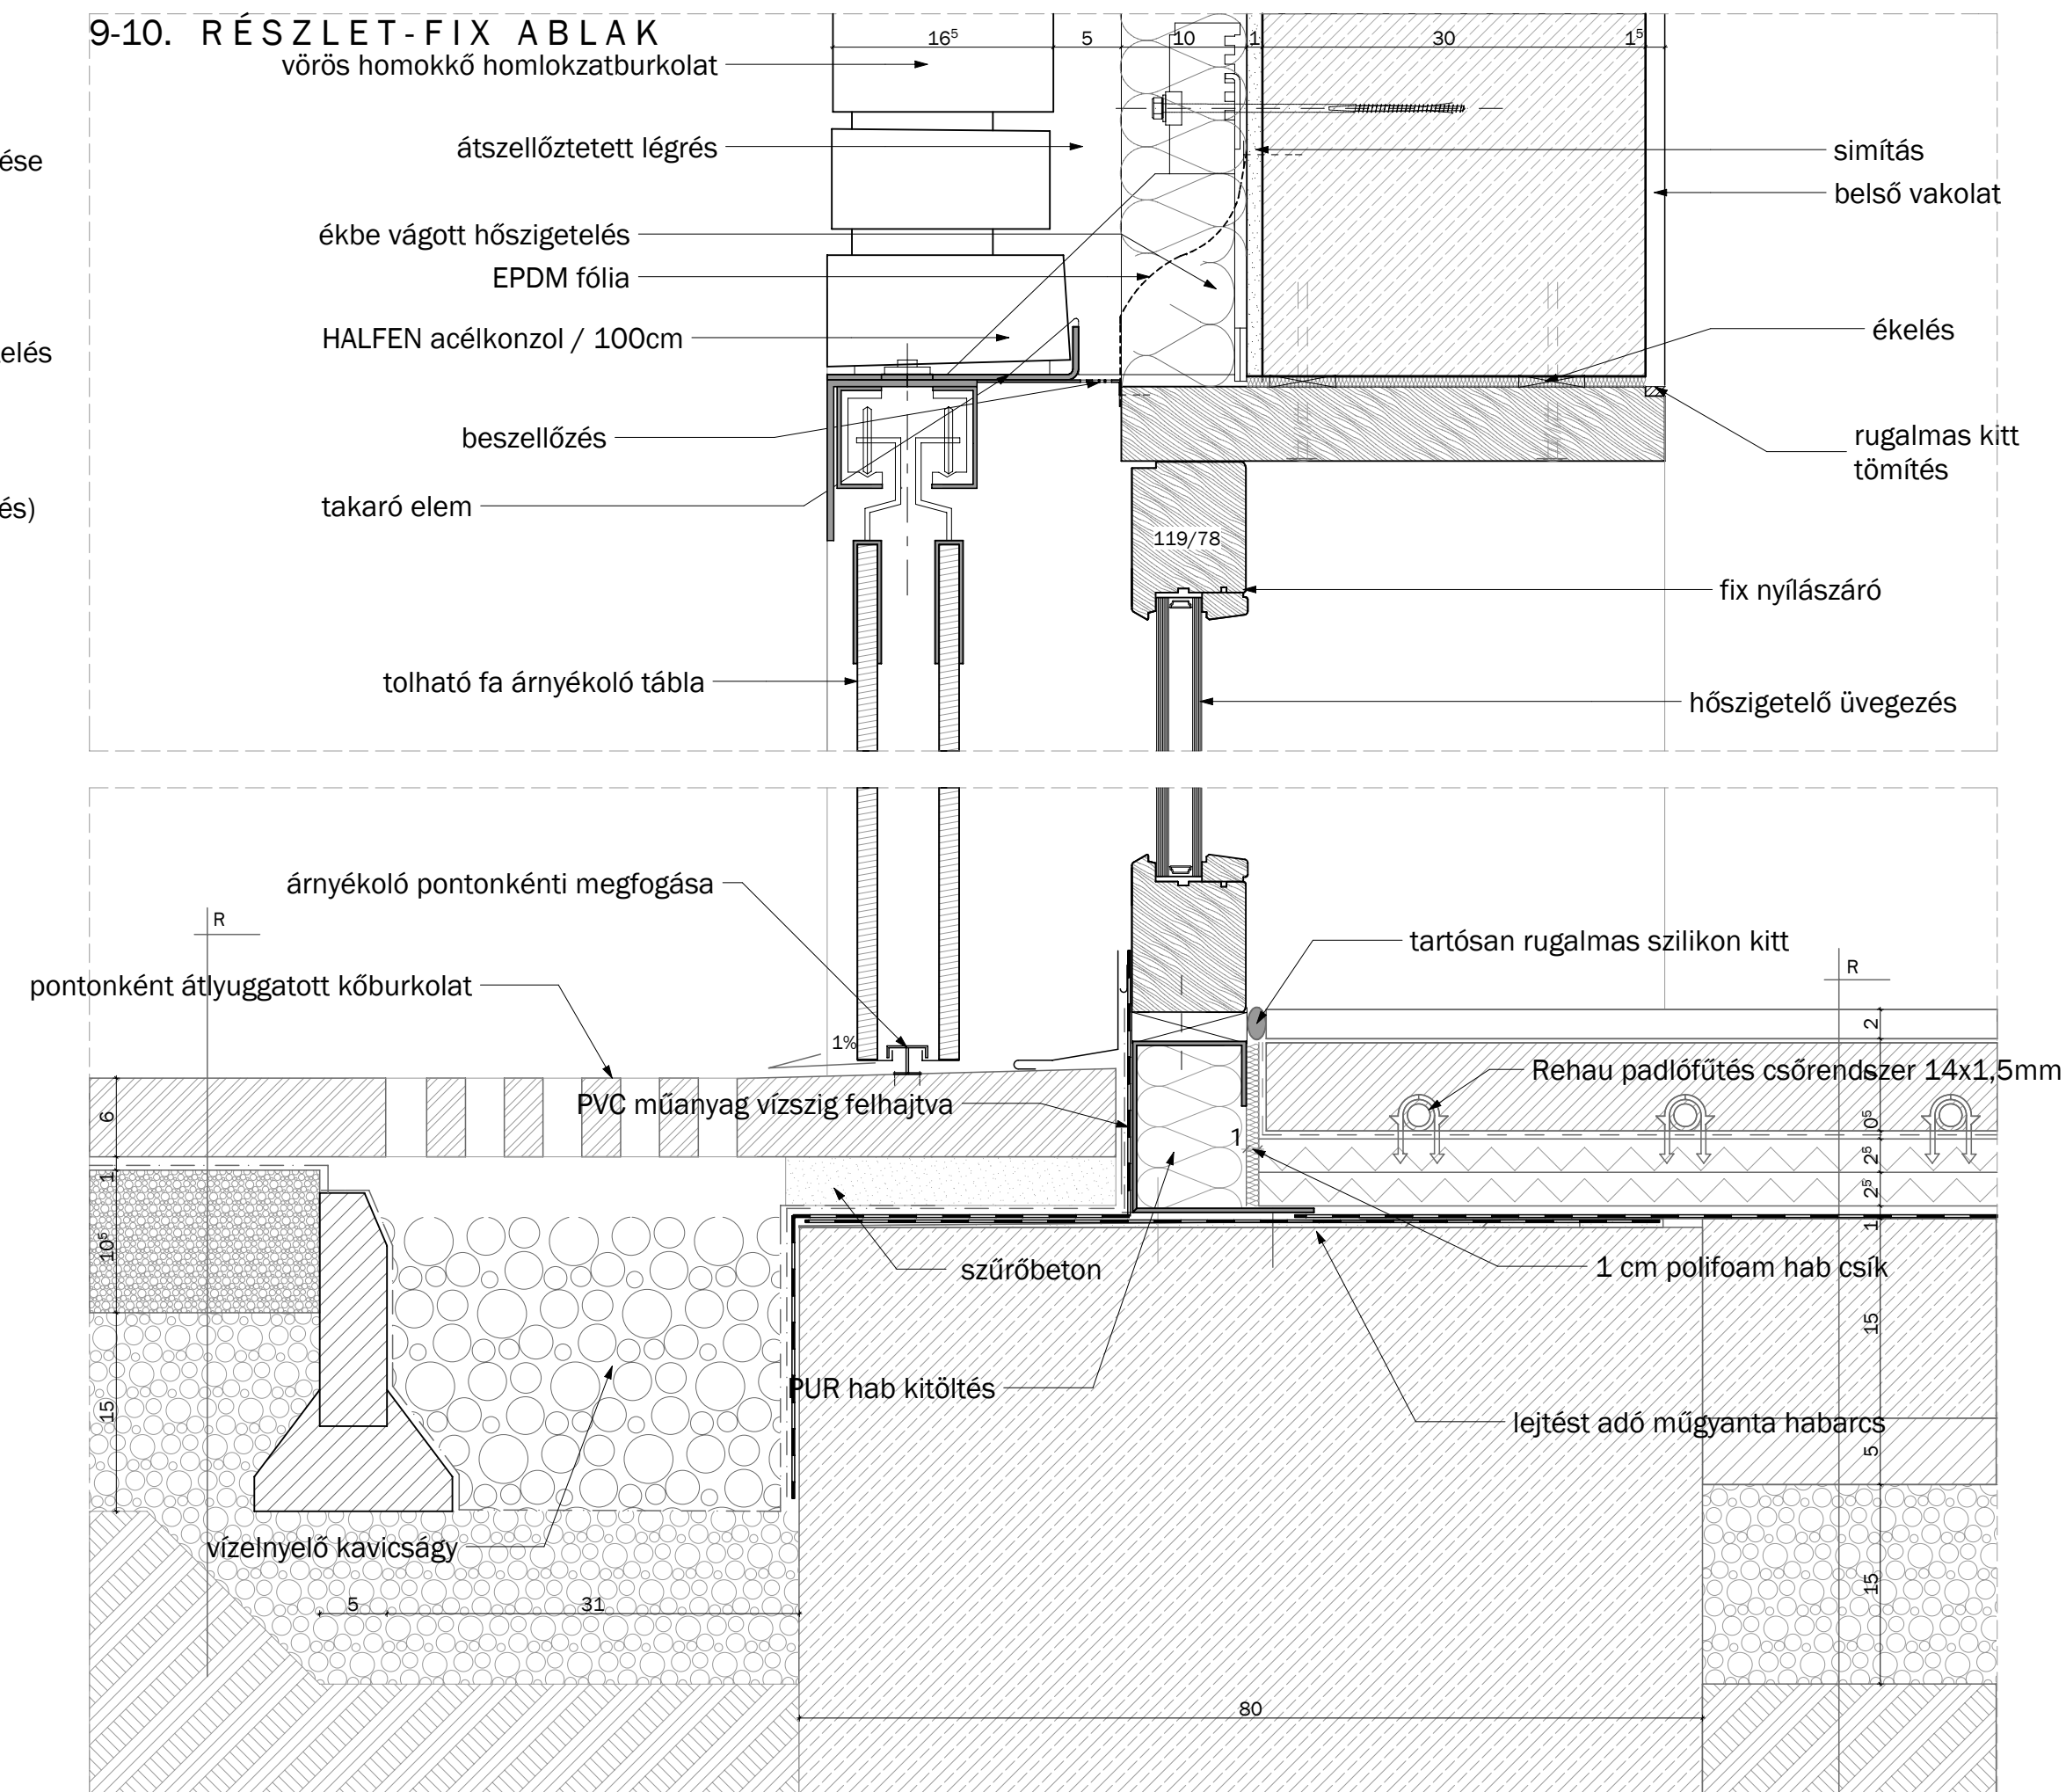 9-10. RÉSZLET-FIX ABLAK
16⁵ 5 10 1 30 1⁵
vörös homokkő homlokzatburkolat
átszellőztetett légrés
simítás
ése
belső vakolat
ékbe vágott hőszigetelés
EPDM fólia
HALFEN acélkonzol / 100cm
ékelés
elés
beszellőzés
rugalmas kitt
tömítés
takaró elem
és)
119/78
fix nyílászáró
tolható fa árnyékoló tábla
hőszigetelő üvegezés
árnyékoló pontonkénti megfogása
R
tartósan rugalmas szilikon kitt
R
pontonként átlyuggatott kőburkolat
2
1%
Rehau padlófűtés csőrendszer 14x1,5mm
PVC műanyag vízszig felhajtva
6
0⁵
1
2⁵
1
2⁵
1
10⁵
szűrőbeton
1 cm polifoam hab csík
15
PUR hab kitöltés
15
lejtést adó műgyanta habarcs
5
vízelnyelő kavicságy
15
5 31
80